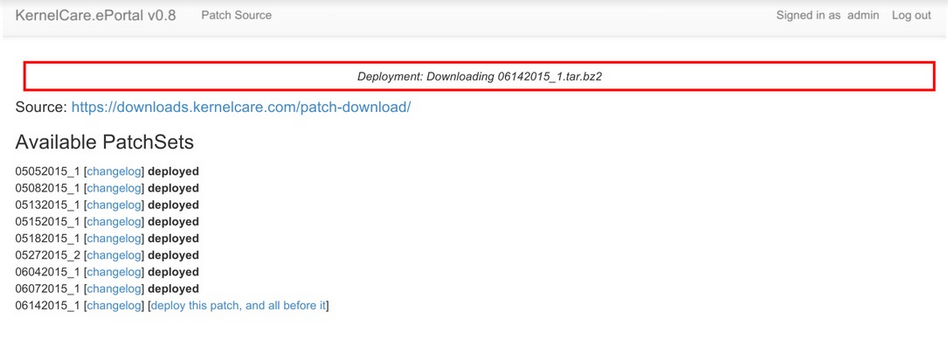 KernelCare.ePortal v0.8 Patch Source Signed in as admin Log out
Deployment: Downloading 06142015_1.tar.bz2
Source: https://downloads.kernelcare.com/patch-download/
Available PatchSets
05052015_1 [changelog] deployed
05082015_1 [changelog] deployed
05132015_1 [changelog] deployed
05152015_1 [changelog] deployed
05182015_1 [changelog] deployed
05272015_2 [changelog] deployed
06042015_1 [changelog] deployed
06072015_1 [changelog] deployed
06142015_1 [changelog] [deploy this patch, and all before it]